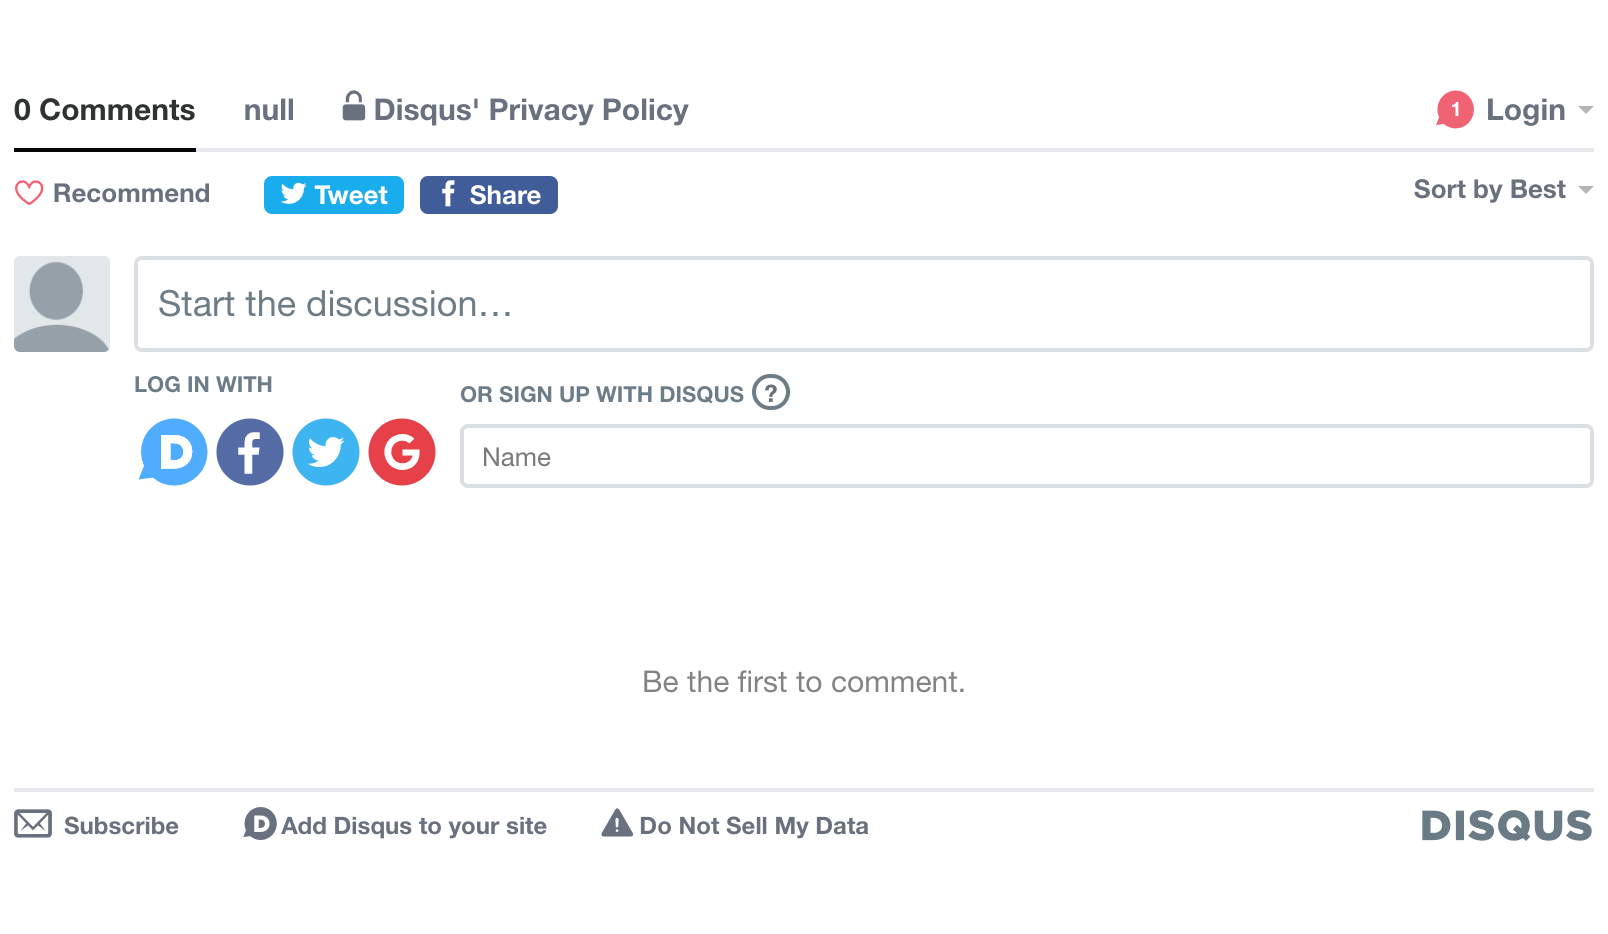 0 Comments null Disqus' Privacy Policy 1 Login
Recommend Tweet Share Sort by Best
Start the discussion…
LOG IN WITH
OR SIGN UP WITH DISQUS ?
D f G
Name
Be the first to comment.
Subscribe D Add Disqus to your site Do Not Sell My Data DISQUS